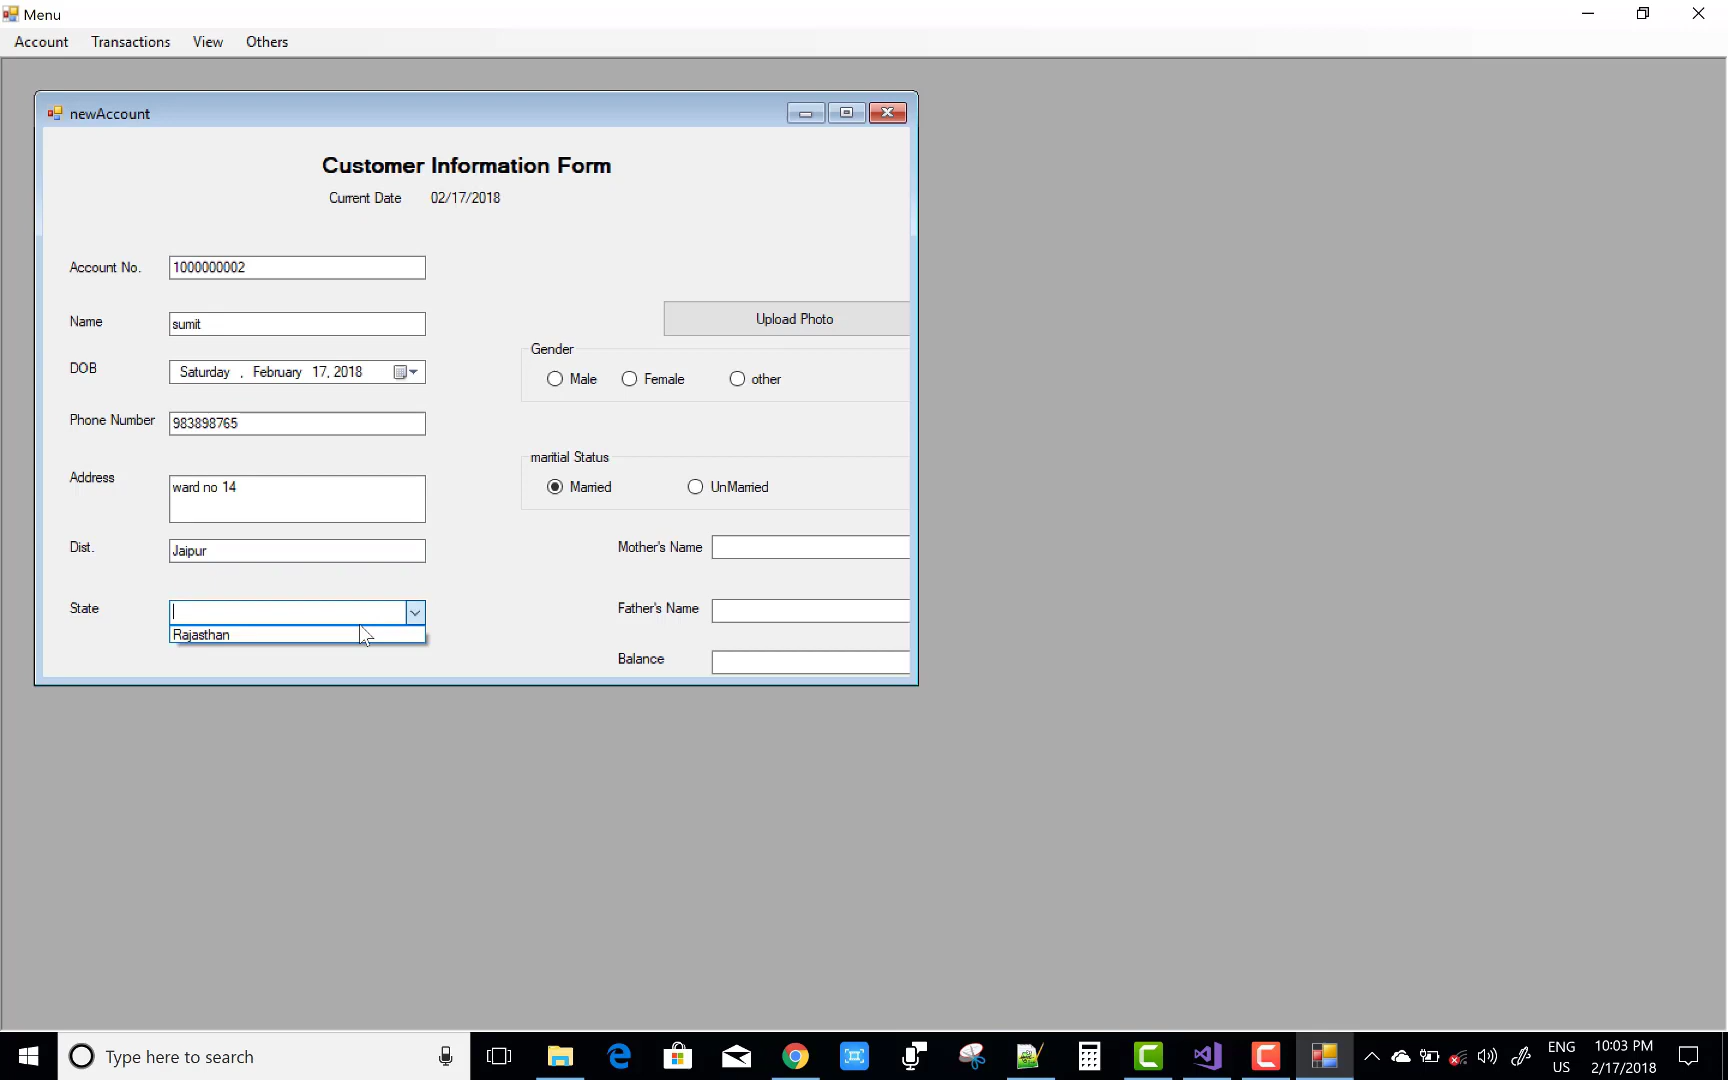 Menu
Account Transactions View Others
newAccount
Customer Information Form
Current Date 02/17/2018
Account No. 1000000002
Upload Photo
Name sumit
Gender
DOB Saturday , February 17, 2018
Male Female other
Phone Number 983898765
maritial Status
Address ward no 14
Married UnMarried
Dist. Jaipur
Mother's Name
State
Father's Name
Rajasthan
Balance
Type here to search
ENG
US
10:03 PM
2/17/2018